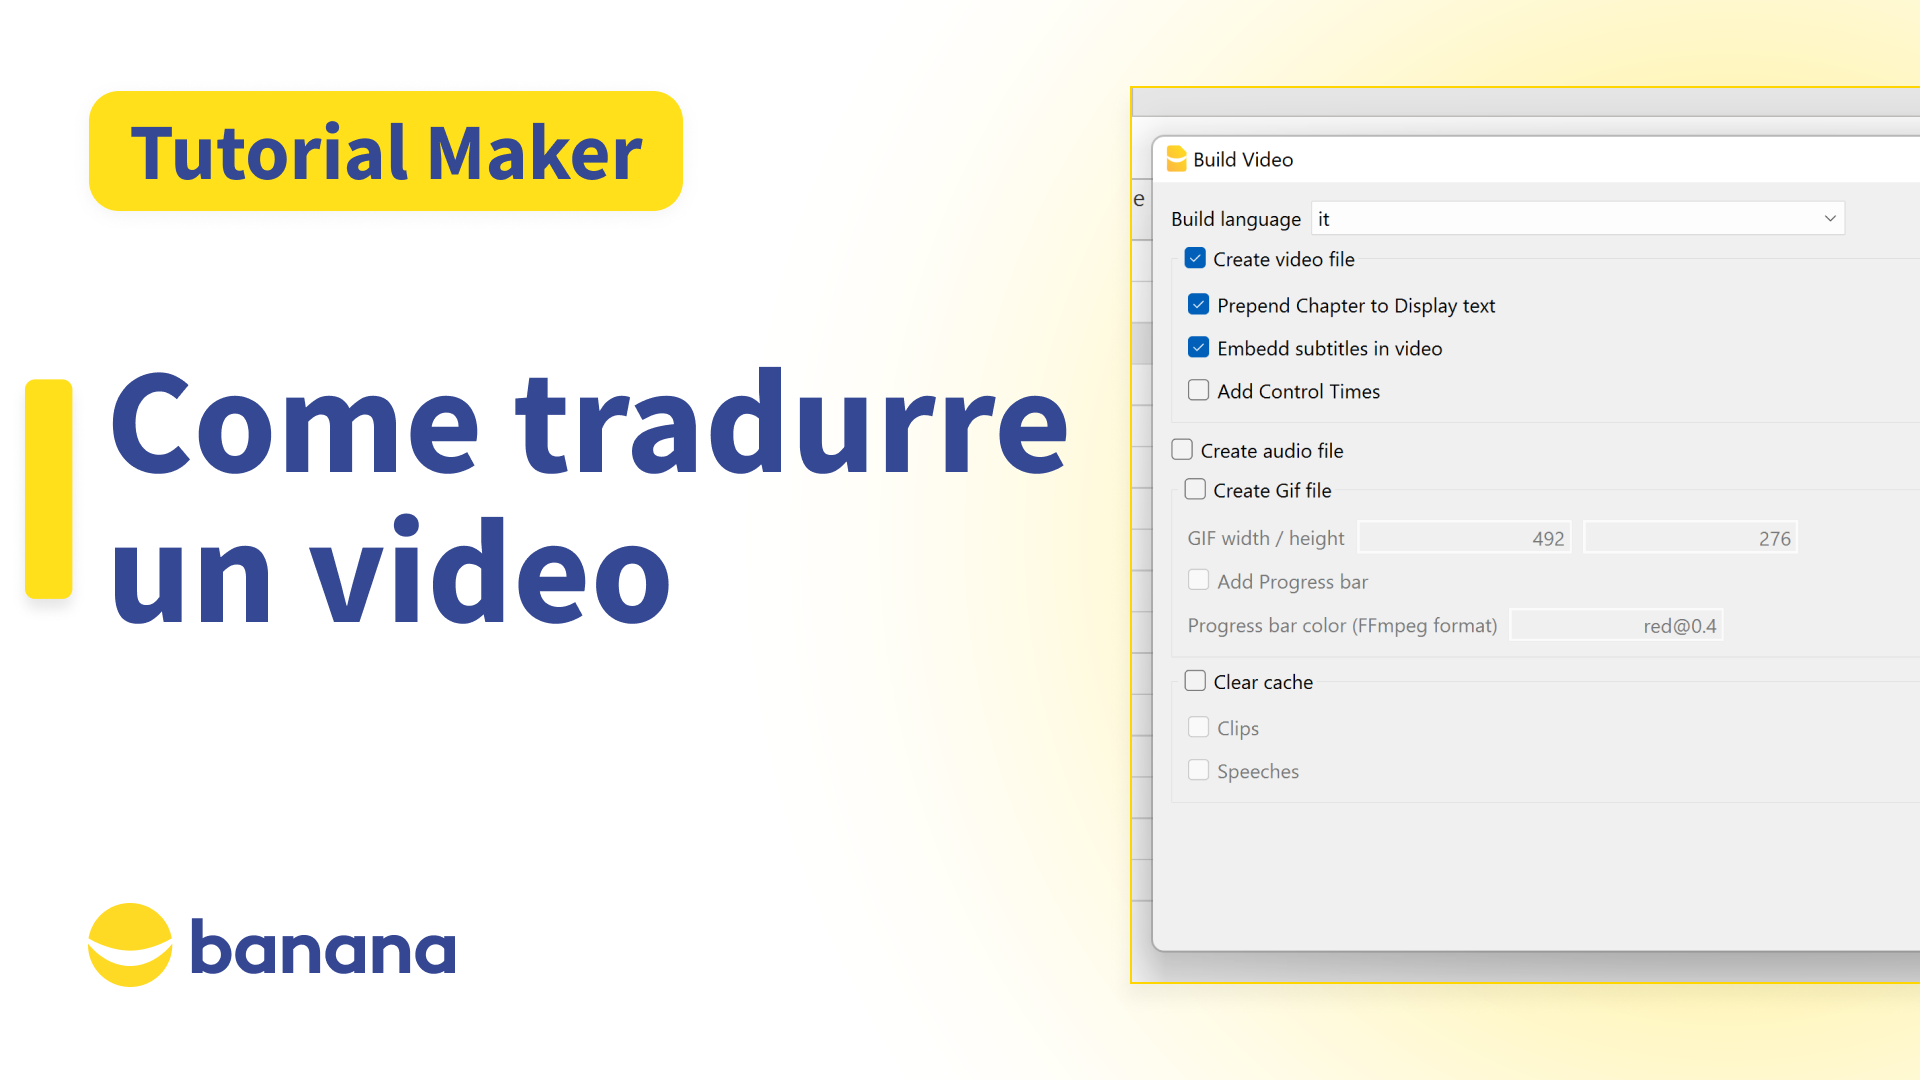 Tutorial Maker
Come tradurre
un video
banana
e
Build Video
Build language it
Create video file
Prepend Chapter to Display text
Embedd subtitles in video
Add Control Times
Create audio file
Create Gif file
GIF width / height 492 276
Add Progress bar
Progress bar color (FFmpeg format) red@0.4
Clear cache
Clips
Speeches